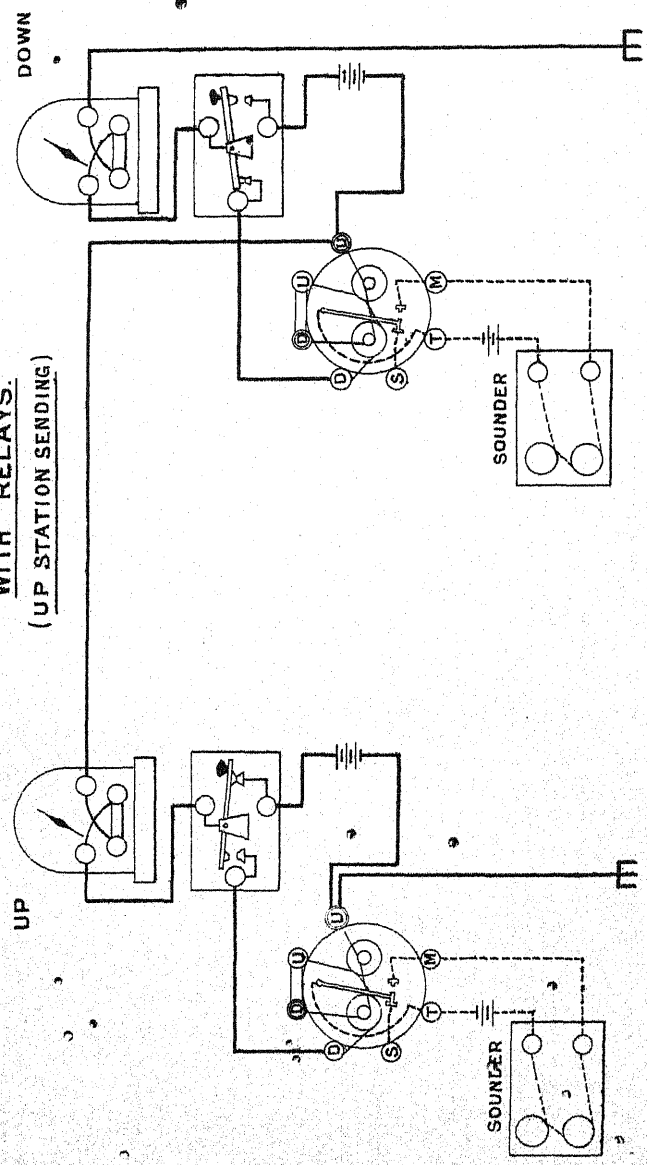 WITH RELAYS.
(UP STATION SENDING)
UP
DOWN
D
D
U
U
S
T
M
SOUNDER
D
D
U
U
S
T
M
SOUNDER